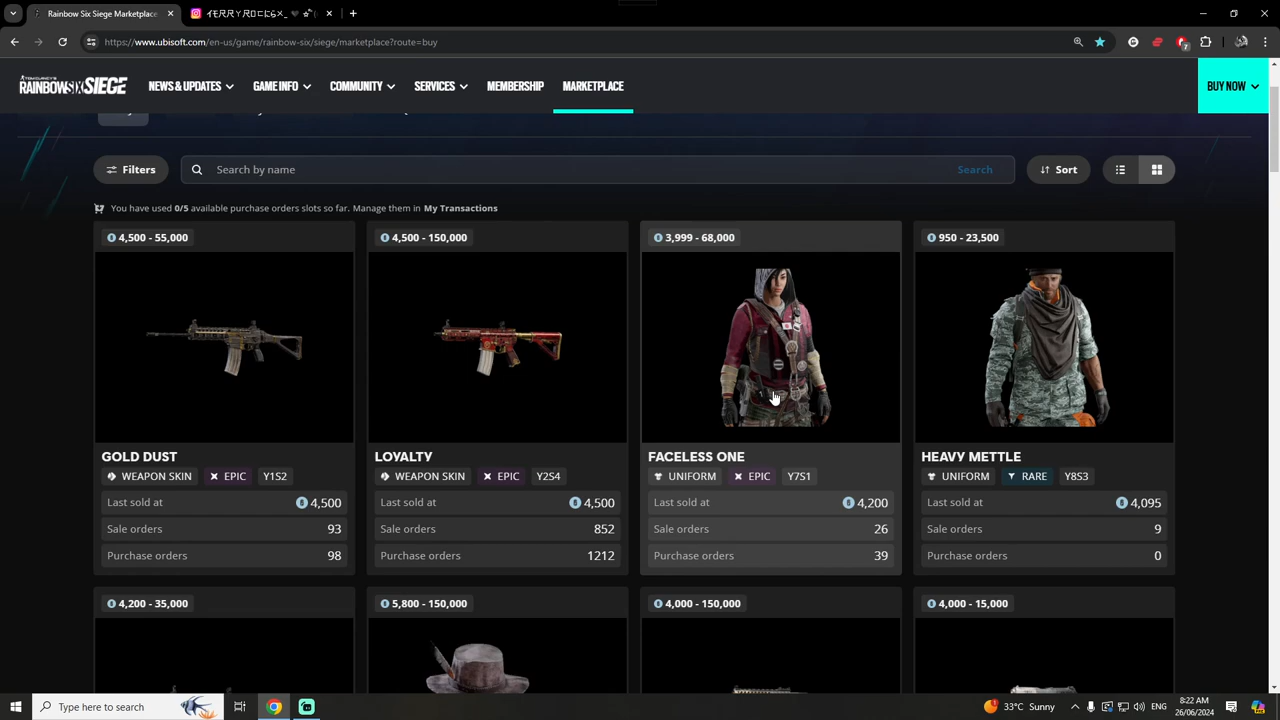 Rainbow Six Siege Marketplace
https://www.ubisoft.com/en-us/game/rainbow-six/siege/marketplace?route=buy
7
TOM CLANCY'S
RAINBOWSIXSIEGE
NEWS & UPDATES
GAME INFO
COMMUNITY
SERVICES
MEMBERSHIP
MARKETPLACE
BUY NOW
Filters
Search by name
Search
Sort
You have used 0/5 available purchase orders slots so far. Manage them in My Transactions
4,500 - 55,000
4,500 - 150,000
3,999 - 68,000
950 - 23,500
GOLD DUST
WEAPON SKIN EPIC Y1S2
Last sold at 4,500
Sale orders 93
Purchase orders 98
LOYALTY
WEAPON SKIN EPIC Y2S4
Last sold at 4,500
Sale orders 852
Purchase orders 1212
FACELESS ONE
UNIFORM EPIC Y7S1
Last sold at 4,200
Sale orders 26
Purchase orders 39
HEAVY METTLE
UNIFORM RARE Y8S3
Last sold at 4,095
Sale orders 9
Purchase orders 0
4,200 - 35,000
5,800 - 150,000
4,000 - 150,000
4,000 - 15,000
Type here to search
33°C Sunny
ENG
8:22 AM
26/06/2024